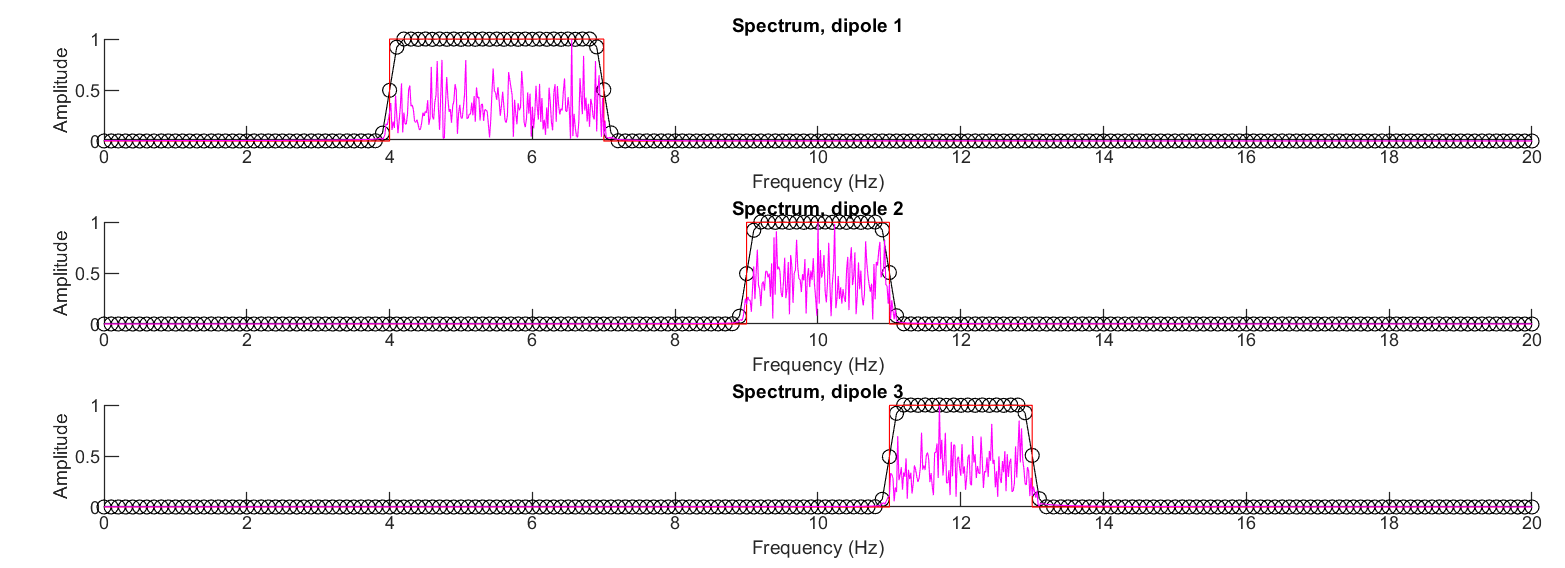 Spectrum, dipole 1
Amplitude
1
0.5
0
0 2 4 6 8 10 12 14 16 18 20
Frequency (Hz)
Spectrum, dipole 2
Amplitude
1
0.5
0
0 2 4 6 8 10 12 14 16 18 20
Frequency (Hz)
Spectrum, dipole 3
Amplitude
1
0.5
0
0 2 4 6 8 10 12 14 16 18 20
Frequency (Hz)